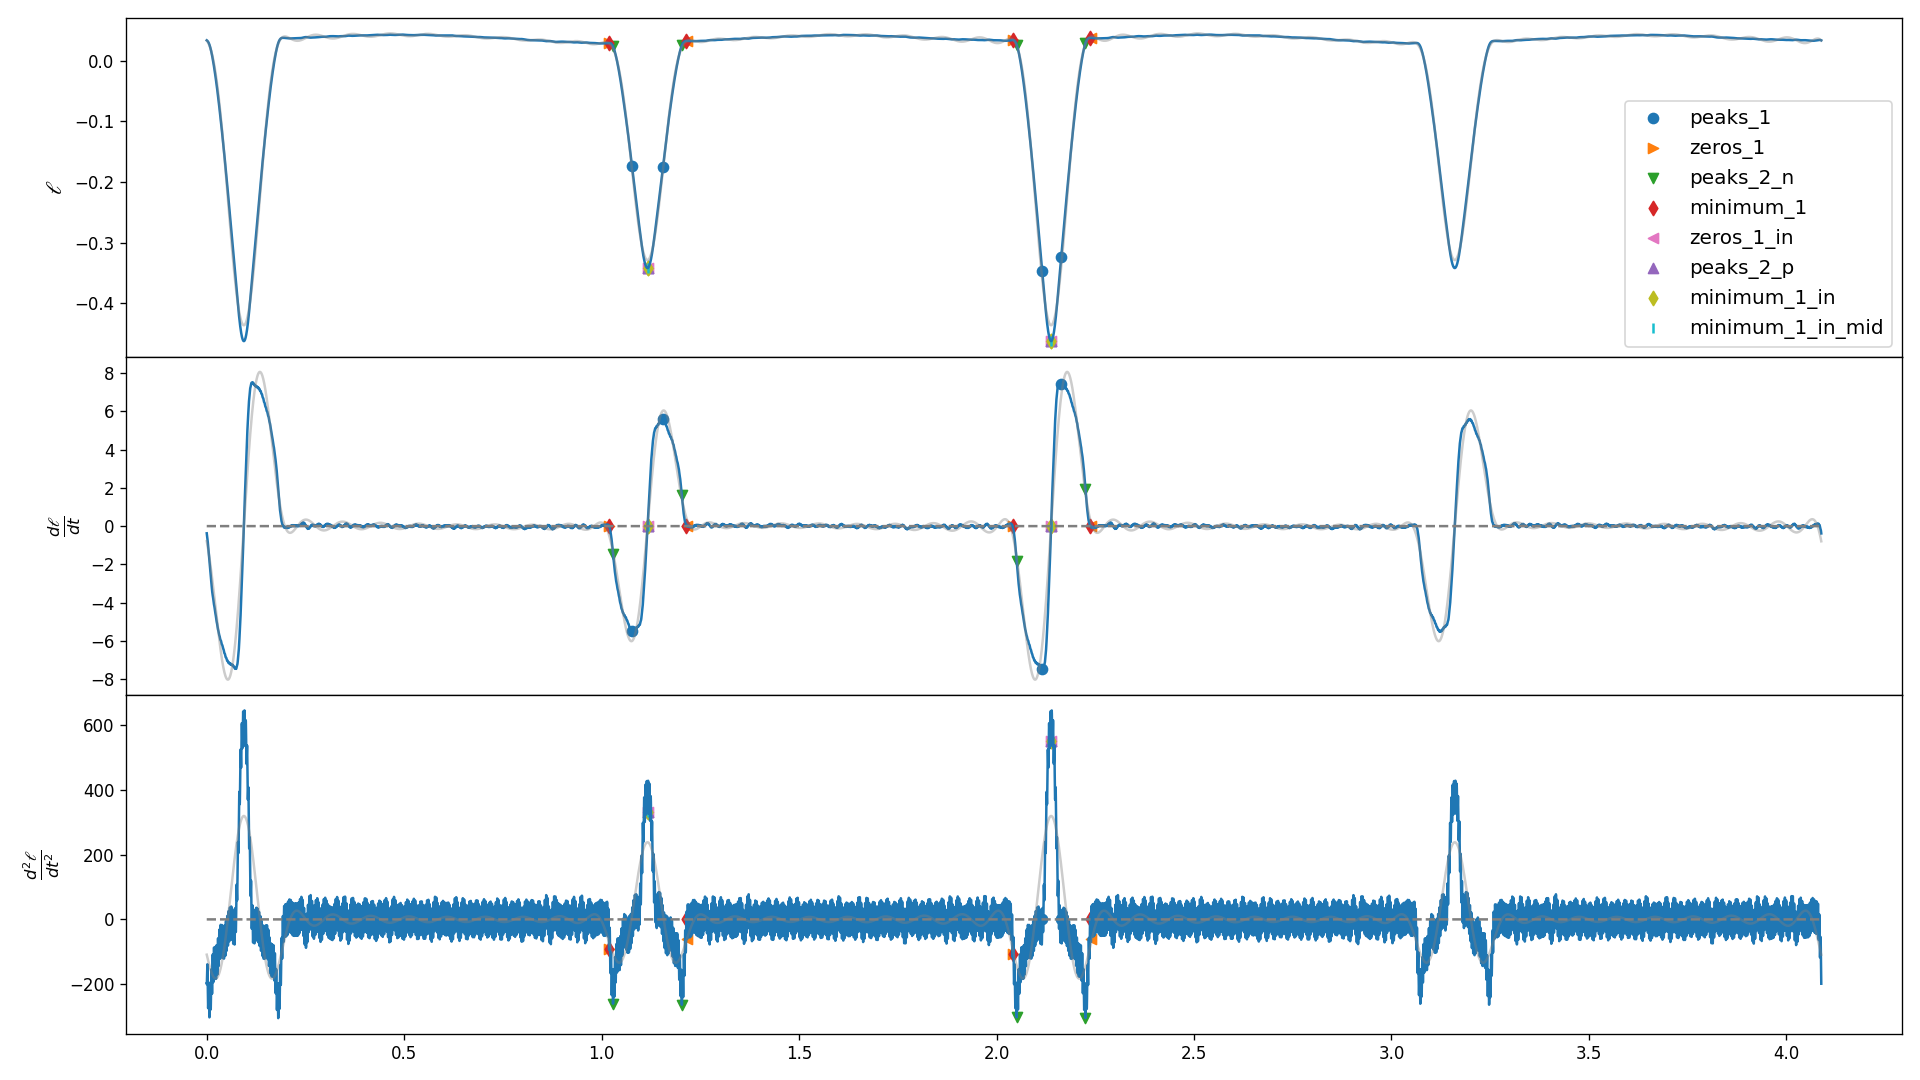 0.0
−0.1
−0.2
−0.3
−0.4
ℓ
peaks_1
zeros_1
peaks_2_n
minimum_1
zeros_1_in
peaks_2_p
minimum_1_in
minimum_1_in_mid
8
6
4
2
0
−2
−4
−6
−8
dℓ
dt
600
400
200
0
−200
d²ℓ
dt²
0.0 0.5 1.0 1.5 2.0 2.5 3.0 3.5 4.0